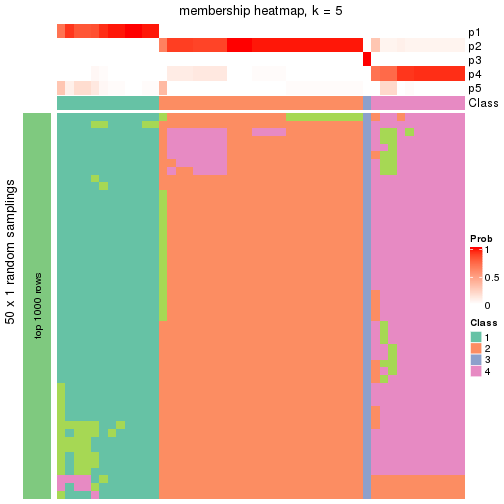 membership heatmap, k = 5
p1
p2
p3
p4
p5
Class
50 x 1 random samplings
top 1000 rows
Prob
1
0.5
0
Class
1
2
3
4